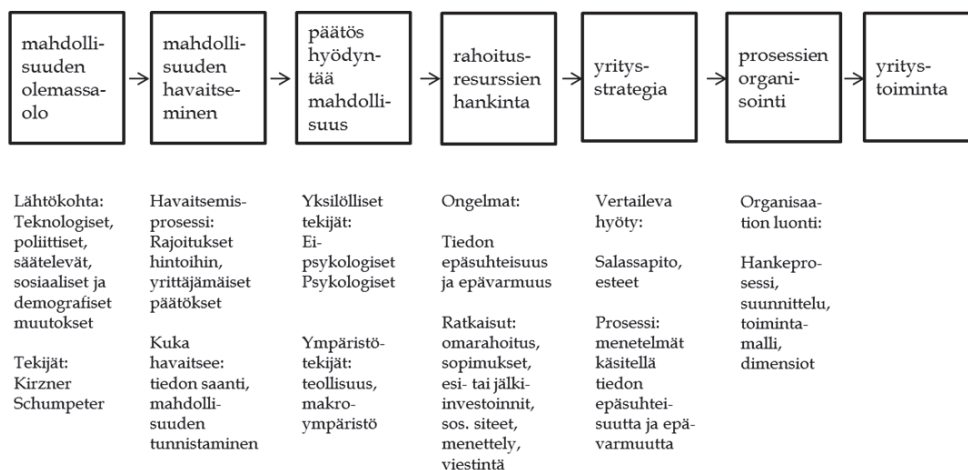 mahdolli-
suuden
olemassa-
olo
mahdolli-
suuden
havaitse-
minen
päätös
hyödyn-
tää
mahdolli-
suus
rahoitus-
resurssien
hankinta
yritys-
strategia
prosessien
organi-
sointi
yritys-
toiminta
Lähtökohta:
Teknologiset,
poliittiset,
säätelevät,
sosiaaliset ja
demografiset
muutokset
Tekijät:
Kirzner
Schumpeter
Havaitsemis-
prosessi:
Rajoitukset
hintoihin,
yrittäjämäiset
päätökset
Kuka
havaitsee:
tiedon saanti,
mahdolli-
suuden
tunnistaminen
Yksilölliset
tekijät:
Ei-
psykologiset
Psykologiset
Ympäristö-
tekijät:
teollisuus,
makro-
ympäristö
Ongelmat:
Tiedon
epäsuhteisuus
ja epävarmuus
Ratkaisut:
omarahoitus,
sopimukset,
esi- tai jälki-
investoinnit,
sos. siteet,
menettely,
viestintä
Vertaileva
hyöty:
Salassapito,
esteet
Prosessi:
menetelmät
käsitellä
tiedon
epäsuhtei-
suutta ja epä-
varmuutta
Organisaa-
tion luonti:
Hankepro-
sessi,
suunnittelu,
toiminta-
malli,
dimensiot